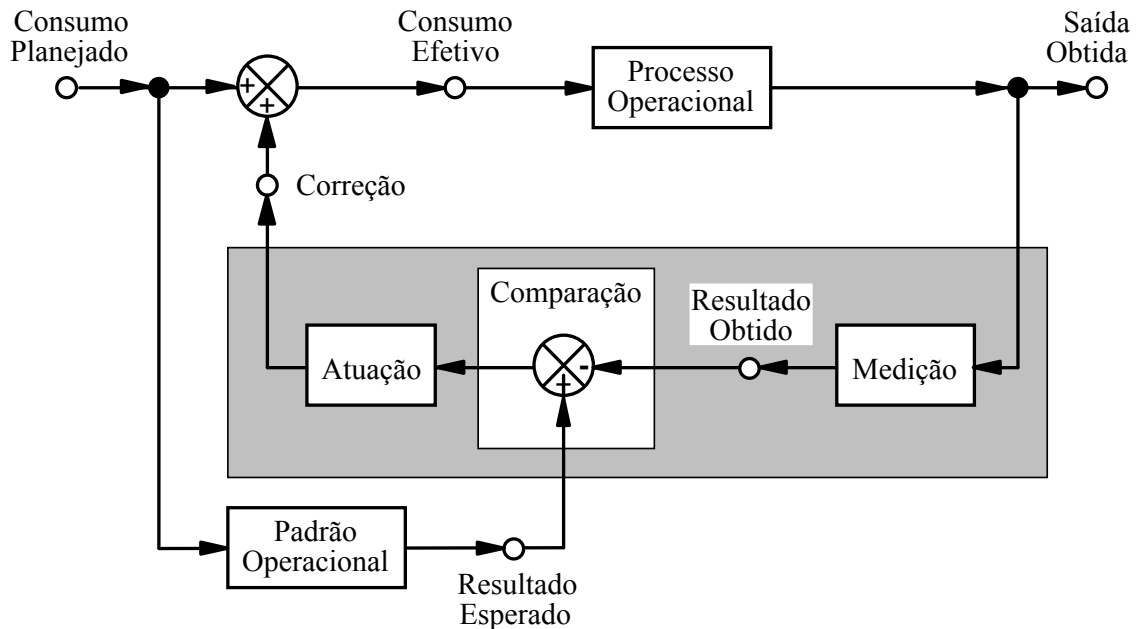 Consumo
Planejado
Consumo
Efetivo
Saída
Obtida
Processo
Operacional
+
+
Correção
Comparação
Resultado
Obtido
Atuação
-
+
Medição
Padrão
Operacional
Resultado
Esperado